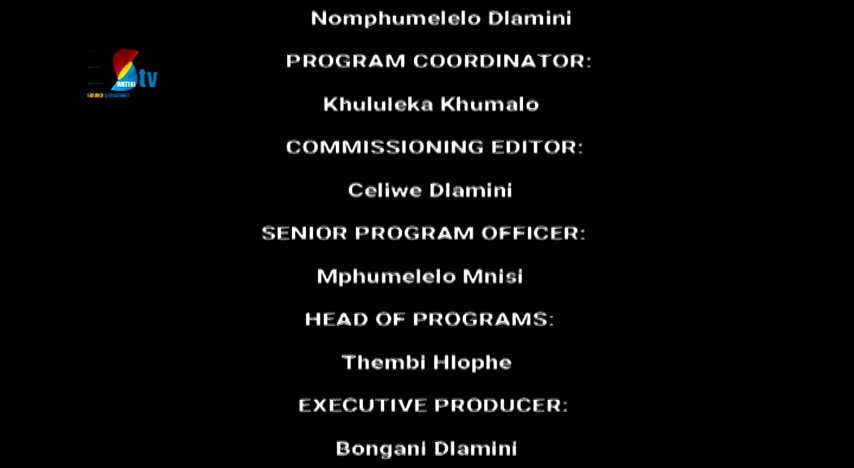 Nomphumelelo Dlamini
PROGRAM COORDINATOR:
tv
Khululeka Khumalo
COMMISSIONING EDITOR:
Celiwe Dlamini
SENIOR PROGRAM OFFICER:
Mphumelelo Mnisi
HEAD OF PROGRAMS:
Thembi Hlophe
EXECUTIVE PRODUCER:
Bongani Dlamini